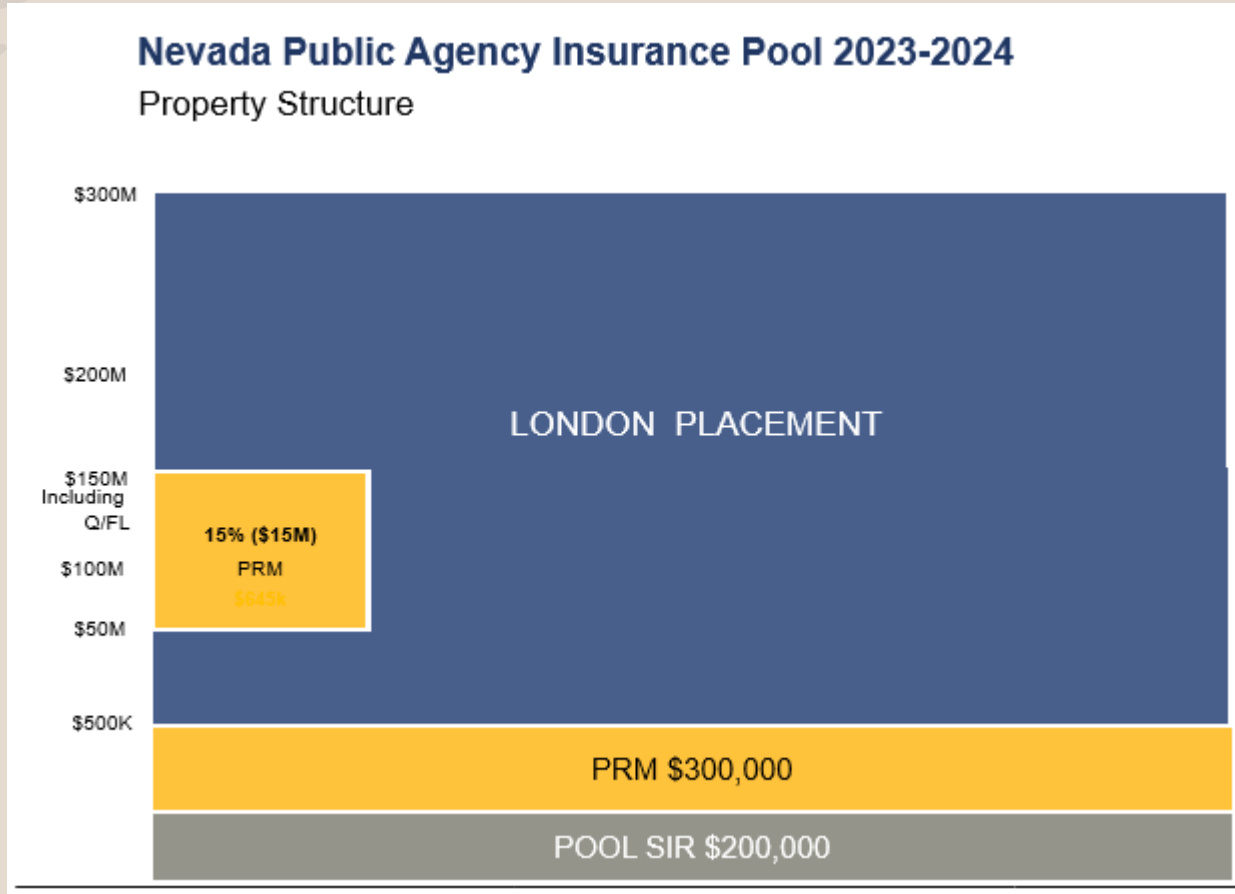 Nevada Public Agency Insurance Pool 2023-2024
Property Structure
$300M
$200M
LONDON PLACEMENT
$150M
Including
Q/FL
15% ($15M)
$100M
PRM
$845k
$50M
$500K
PRM $300,000
POOL SIR $200,000